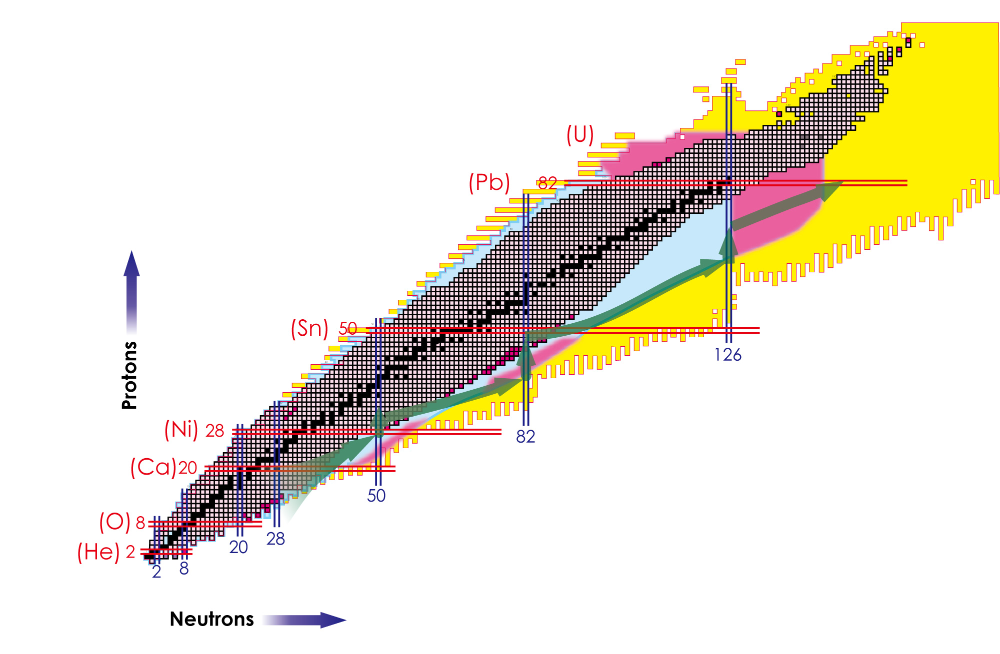 (U)
(Pb) 82
(Sn) 50
126
(Ni) 28
82
(Ca) 20
50
(O) 8
20
28
(He) 2
2
8
Protons
Neutrons